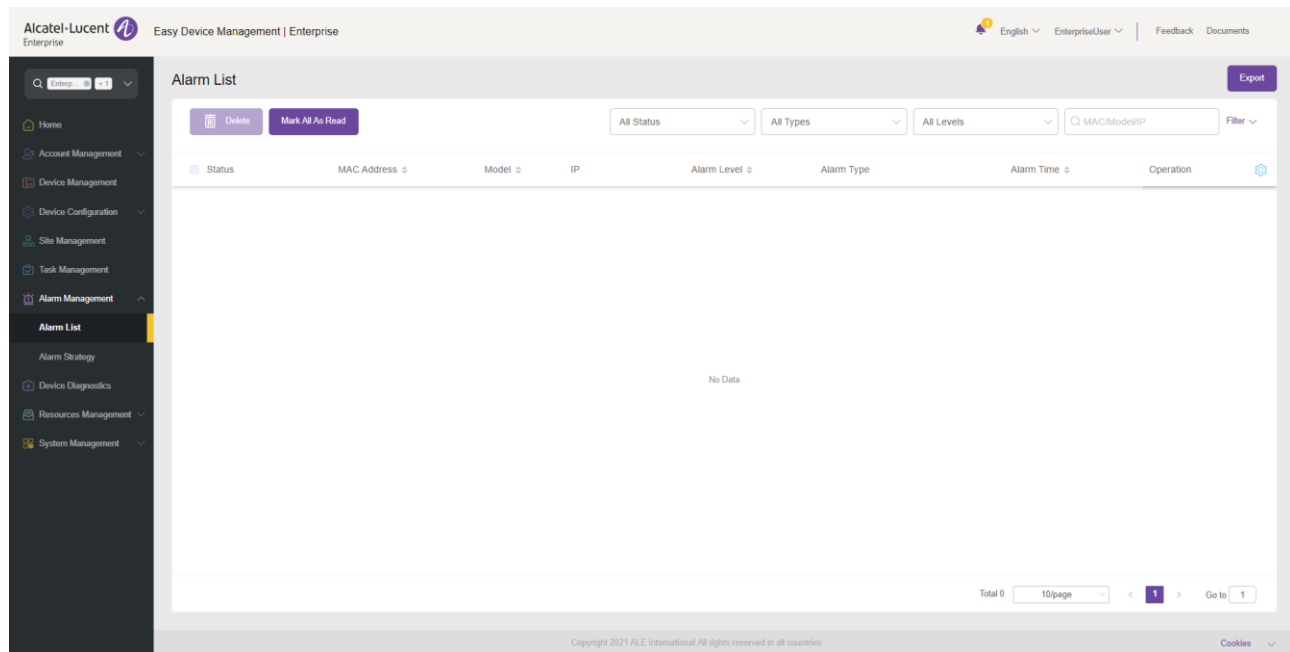 Alcatel·Lucent
Enterprise
Easy Device Management | Enterprise
3
English
EnterpriseUser
Feedback
Documents
Enterp...
+ 1
Alarm List
Export
Home
Account Management
Device Management
Device Configuration
Site Management
Task Management
Alarm Management
Alarm List
Alarm Strategy
Device Diagnostics
Resources Management
System Management
Delete
Mark All As Read
All Status
All Types
All Levels
MAC/Model/IP
Filter
Status
MAC Address
Model
IP
Alarm Level
Alarm Type
Alarm Time
Operation
No Data
Total 0
10/page
1
Go to 1
Copyright 2021 ALE International.All rights reserved in all countries
Cookies